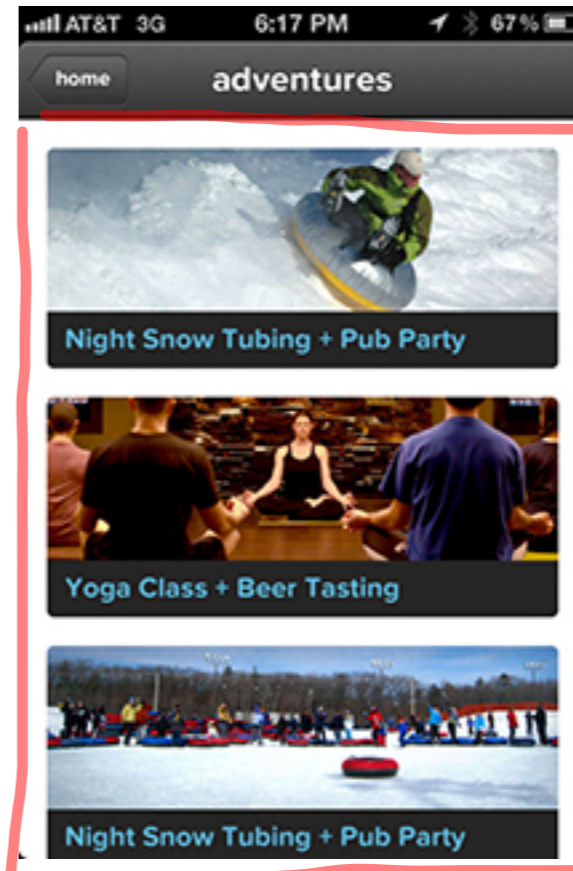 AT&T 3G 6:17 PM 67%
home adventures
Night Snow Tubing + Pub Party
Yoga Class + Beer Tasting
Night Snow Tubing + Pub Party